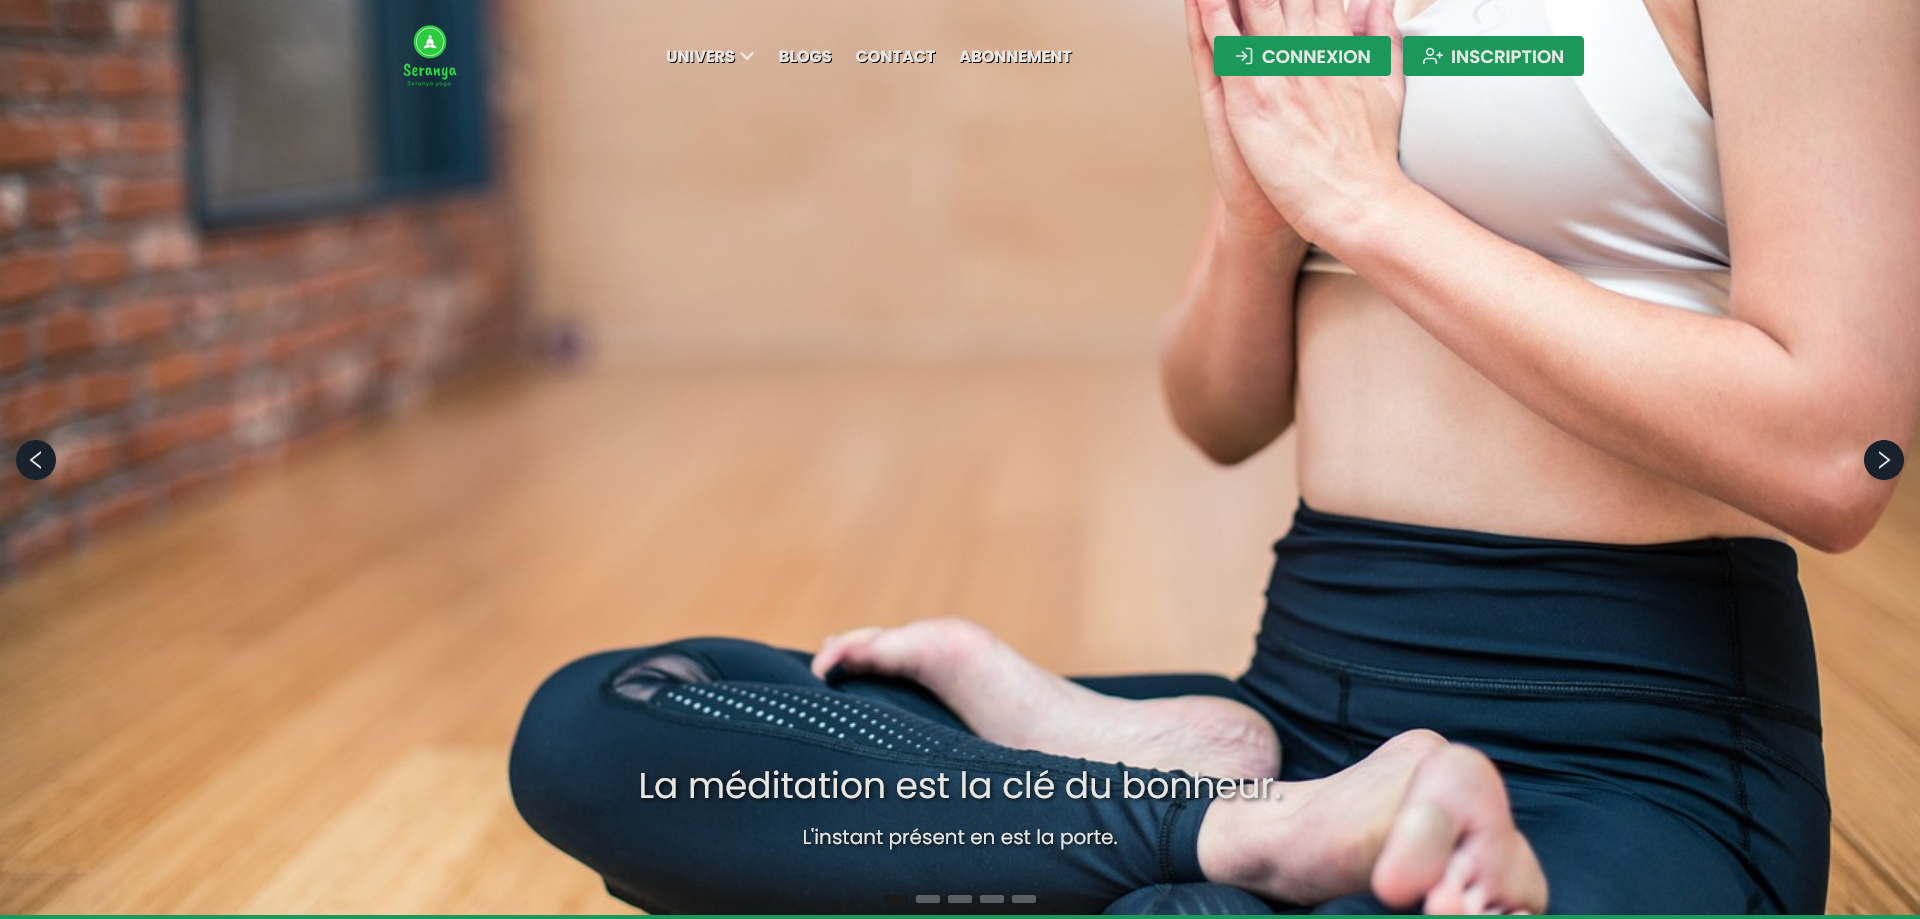 Seranya
Seranya yoga
UNIVERS
BLOGS
CONTACT
ABONNEMENT
CONNEXION
INSCRIPTION
La méditation est la clé du bonheur.
L'instant présent en est la porte.